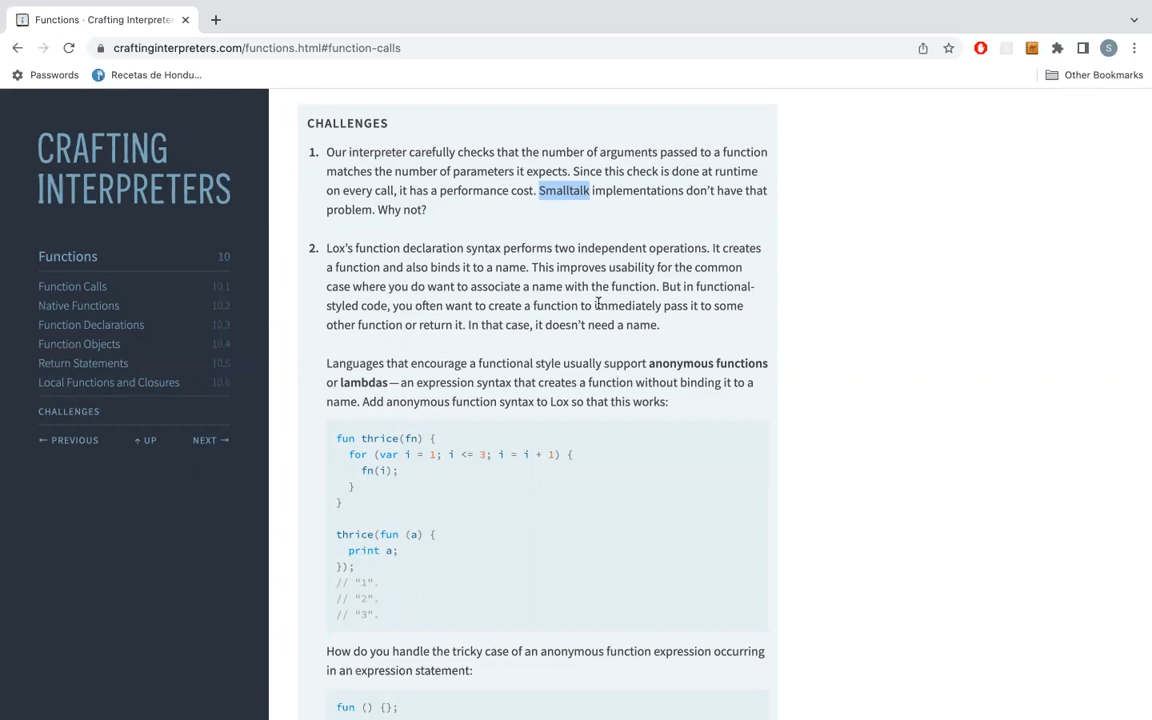 Functions · Crafting Interpreter
craftinginterpreters.com/functions.html#function-calls
S
Passwords
Recetas de Hondu...
Other Bookmarks
CRAFTING
INTERPRETERS
Functions 10
Function Calls 10.1
Native Functions 10.2
Function Declarations 10.3
Function Objects 10.4
Return Statements 10.5
Local Functions and Closures 10.6
CHALLENGES
← PREVIOUS ↑ UP NEXT →
CHALLENGES
1. Our interpreter carefully checks that the number of arguments passed to a function
matches the number of parameters it expects. Since this check is done at runtime
on every call, it has a performance cost. Smalltalk implementations don’t have that
problem. Why not?
2. Lox’s function declaration syntax performs two independent operations. It creates
a function and also binds it to a name. This improves usability for the common
case where you do want to associate a name with the function. But in functional-
styled code, you often want to create a function to immediately pass it to some
other function or return it. In that case, it doesn’t need a name.
Languages that encourage a functional style usually support anonymous functions
or lambdas—an expression syntax that creates a function without binding it to a
name. Add anonymous function syntax to Lox so that this works:
fun thrice(fn) {
for (var i = 1; i <= 3; i = i + 1) {
fn(i);
}
}
thrice(fun (a) {
print a;
});
// "1".
// "2".
// "3".
How do you handle the tricky case of an anonymous function expression occurring
in an expression statement:
fun () {};